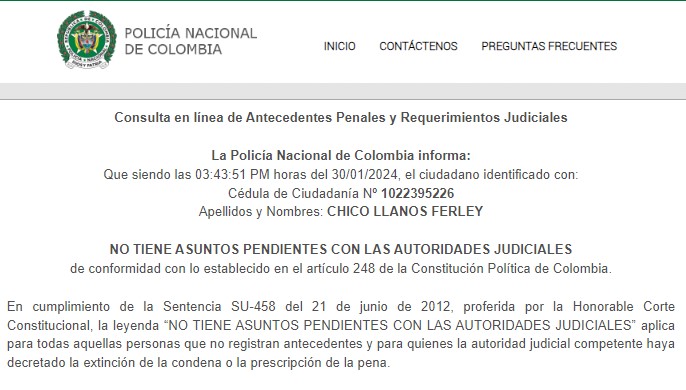 POLICÍA NACIONAL
DE COLOMBIA
INICIO CONTÁCTENOS PREGUNTAS FRECUENTES
Consulta en línea de Antecedentes Penales y Requerimientos Judiciales
La Policía Nacional de Colombia informa:
Que siendo las 03:43:51 PM horas del 30/01/2024, el ciudadano identificado con:
Cédula de Ciudadanía Nº 1022395226
Apellidos y Nombres: CHICO LLANOS FERLEY
NO TIENE ASUNTOS PENDIENTES CON LAS AUTORIDADES JUDICIALES
de conformidad con lo establecido en el artículo 248 de la Constitución Política de Colombia.
En cumplimiento de la Sentencia SU-458 del 21 de junio de 2012, proferida por la Honorable Corte
Constitucional, la leyenda “NO TIENE ASUNTOS PENDIENTES CON LAS AUTORIDADES JUDICIALES” aplica
para todas aquellas personas que no registran antecedentes y para quienes la autoridad judicial competente haya
decretado la extinción de la condena o la prescripción de la pena.